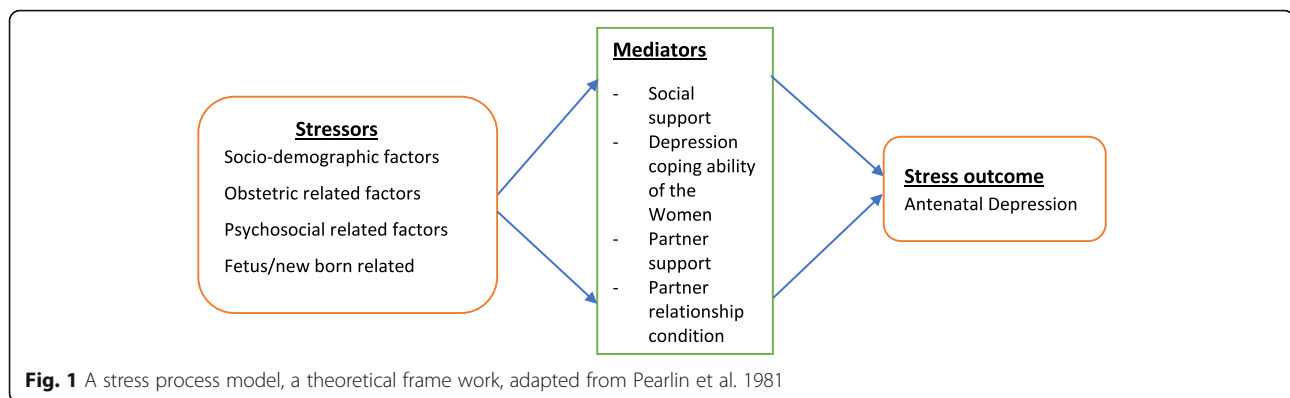 Stressors
Socio-demographic factors
Obstetric related factors
Psychosocial related factors
Fetus/new born related
Mediators
- Social
support
- Depression
coping ability
of the
Women
- Partner
support
- Partner
relationship
condition
Stress outcome
Antenatal Depression
Fig. 1 A stress process model, a theoretical frame work, adapted from Pearlin et al. 1981